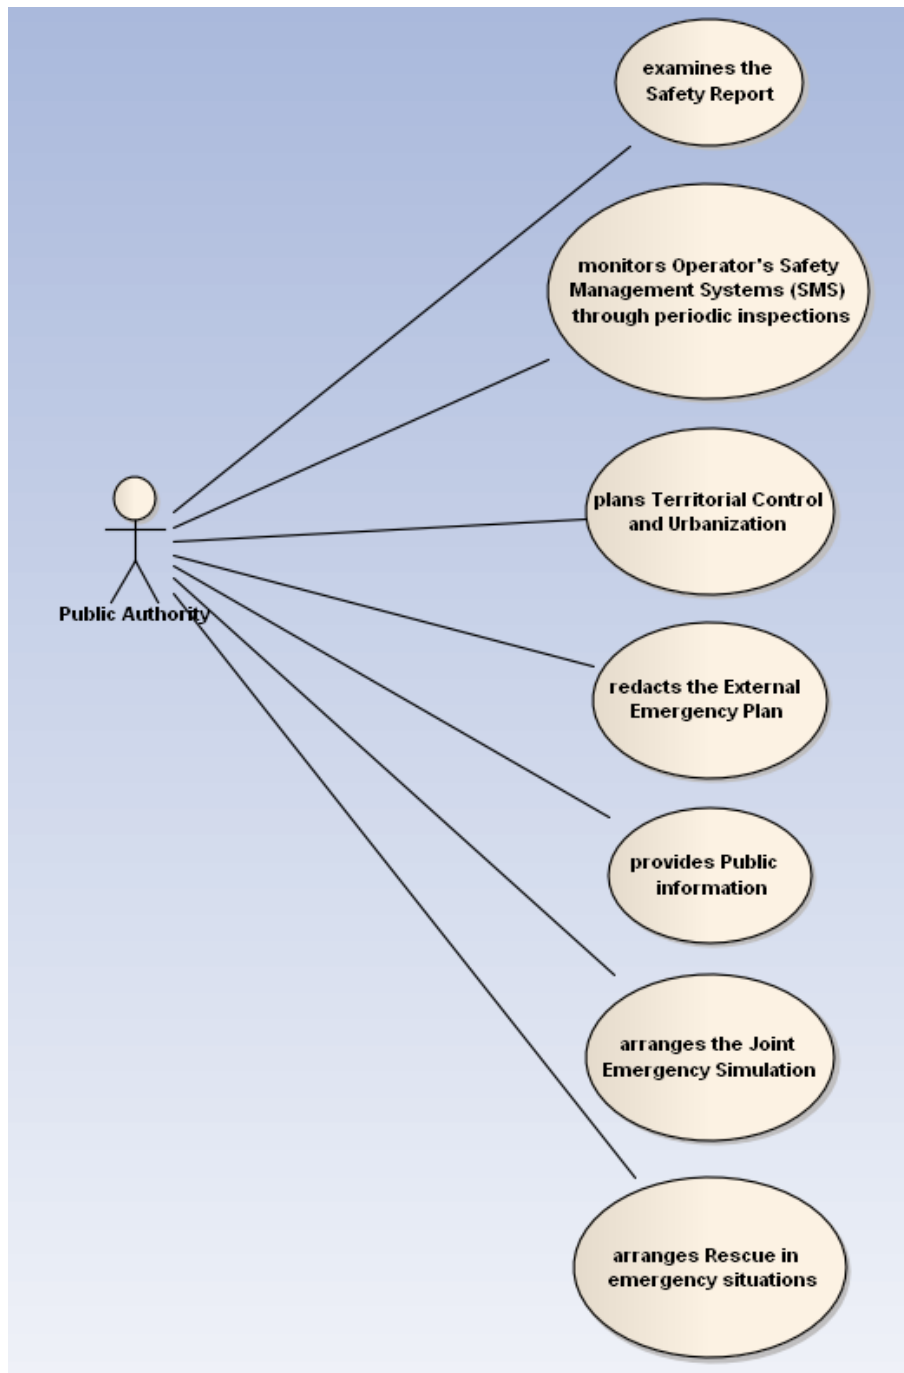 examines the
Safety Report
monitors Operator's Safety
Management Systems (SMS)
through periodic inspections
plans Territorial Control
and Urbanization
Public Authority
redacts the External
Emergency Plan
provides Public
information
arranges the Joint
Emergency Simulation
arranges Rescue in
emergency situations